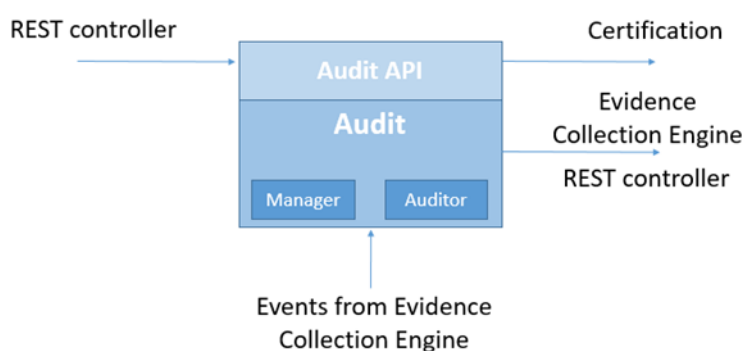 REST controller
Audit API
Audit
Manager
Auditor
Certification
Evidence
Collection Engine
REST controller
Events from Evidence
Collection Engine